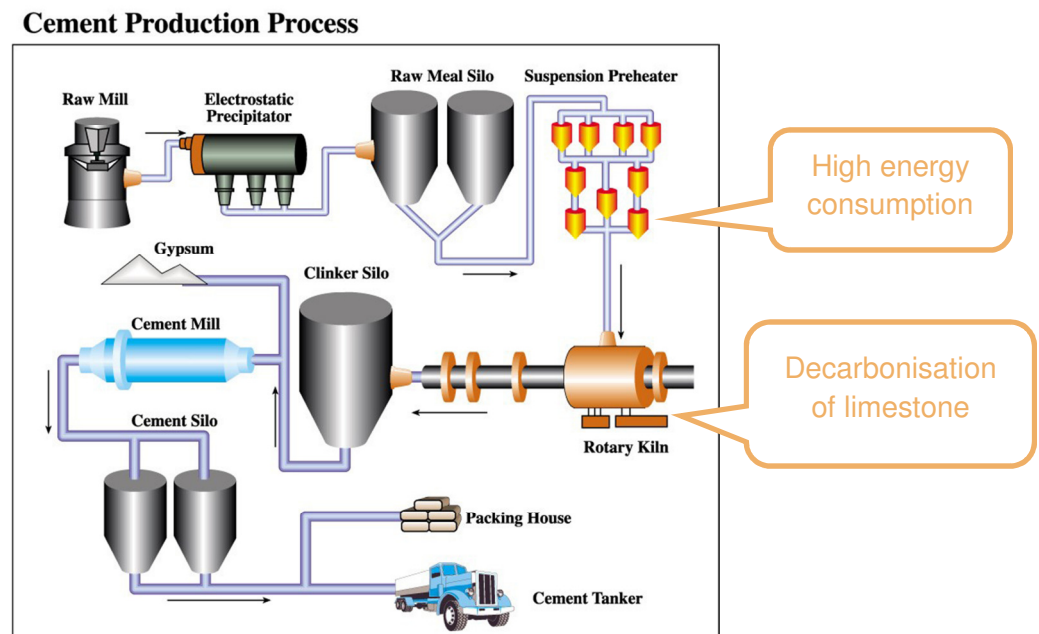 Cement Production Process
Raw Mill
Electrostatic
Precipitator
Raw Meal Silo
Suspension Preheater
High energy
consumption
Gypsum
Clinker Silo
Cement Mill
Decarbonisation
of limestone
Cement Silo
Rotary Kiln
Packing House
Cement Tanker